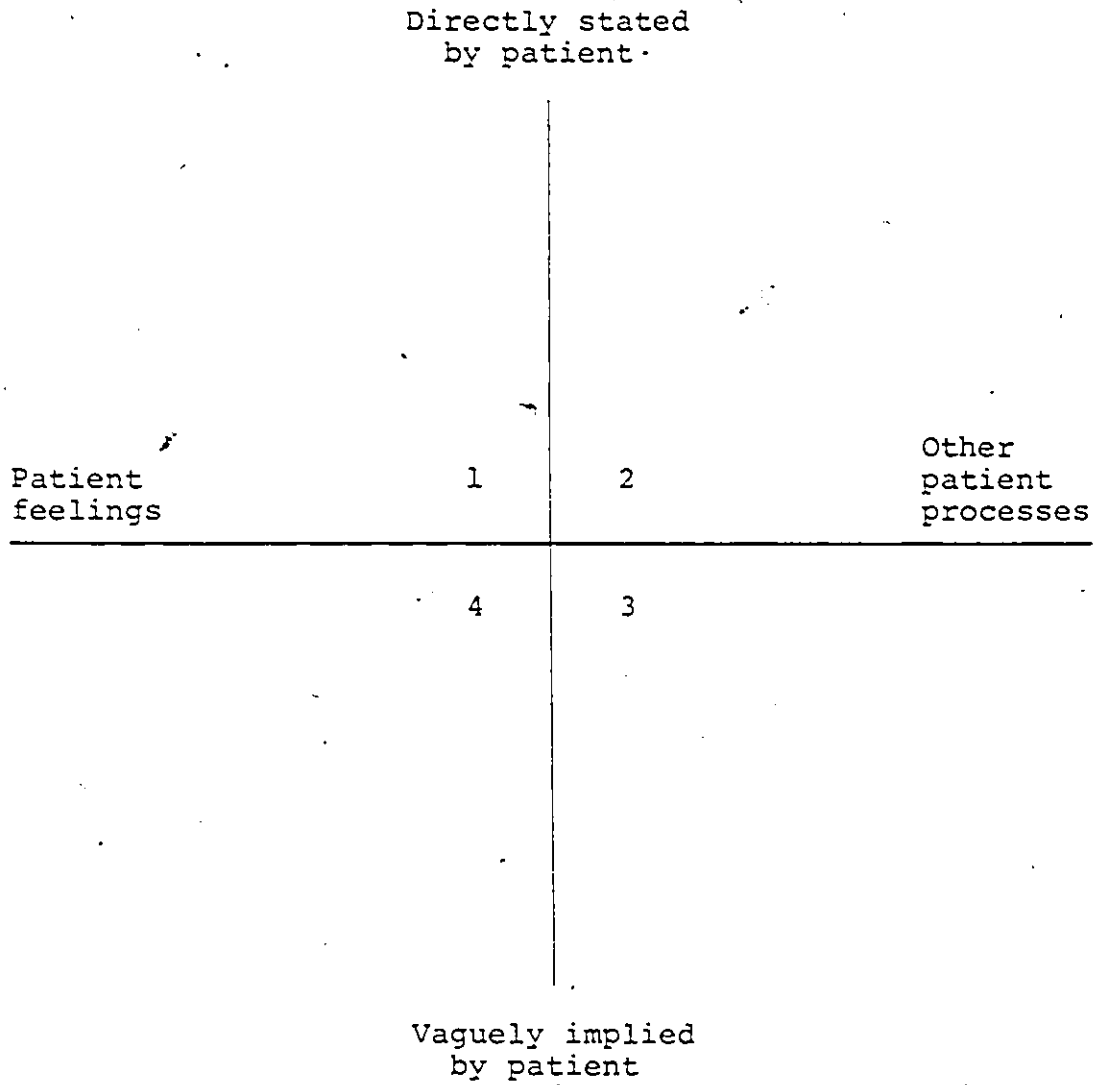 Directly stated
by patient
Patient
feelings
1
2
Other
patient
processes
4
3
Vaguely implied
by patient